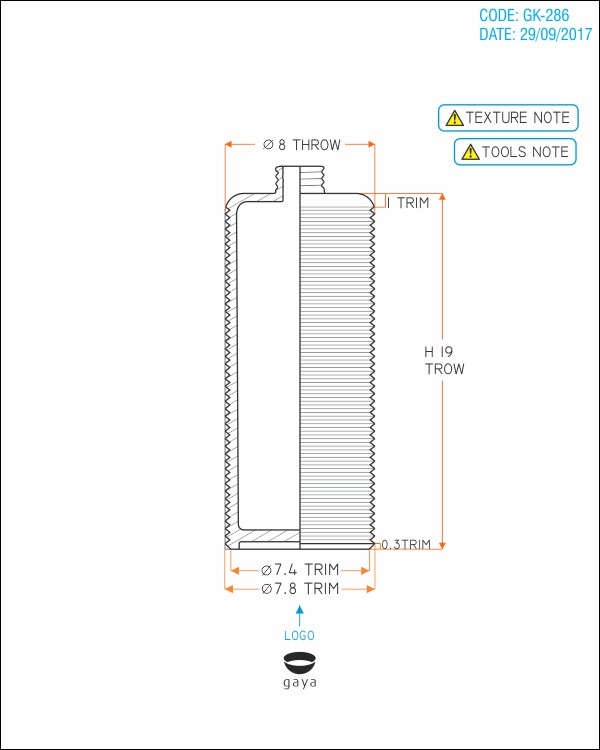 CODE: GK-286
DATE: 29/09/2017
TEXTURE NOTE
TOOLS NOTE
Ø 8 THROW
1 TRIM
H 19
TROW
0.3TRIM
Ø7.4 TRIM
Ø7.8 TRIM
LOGO
gaya